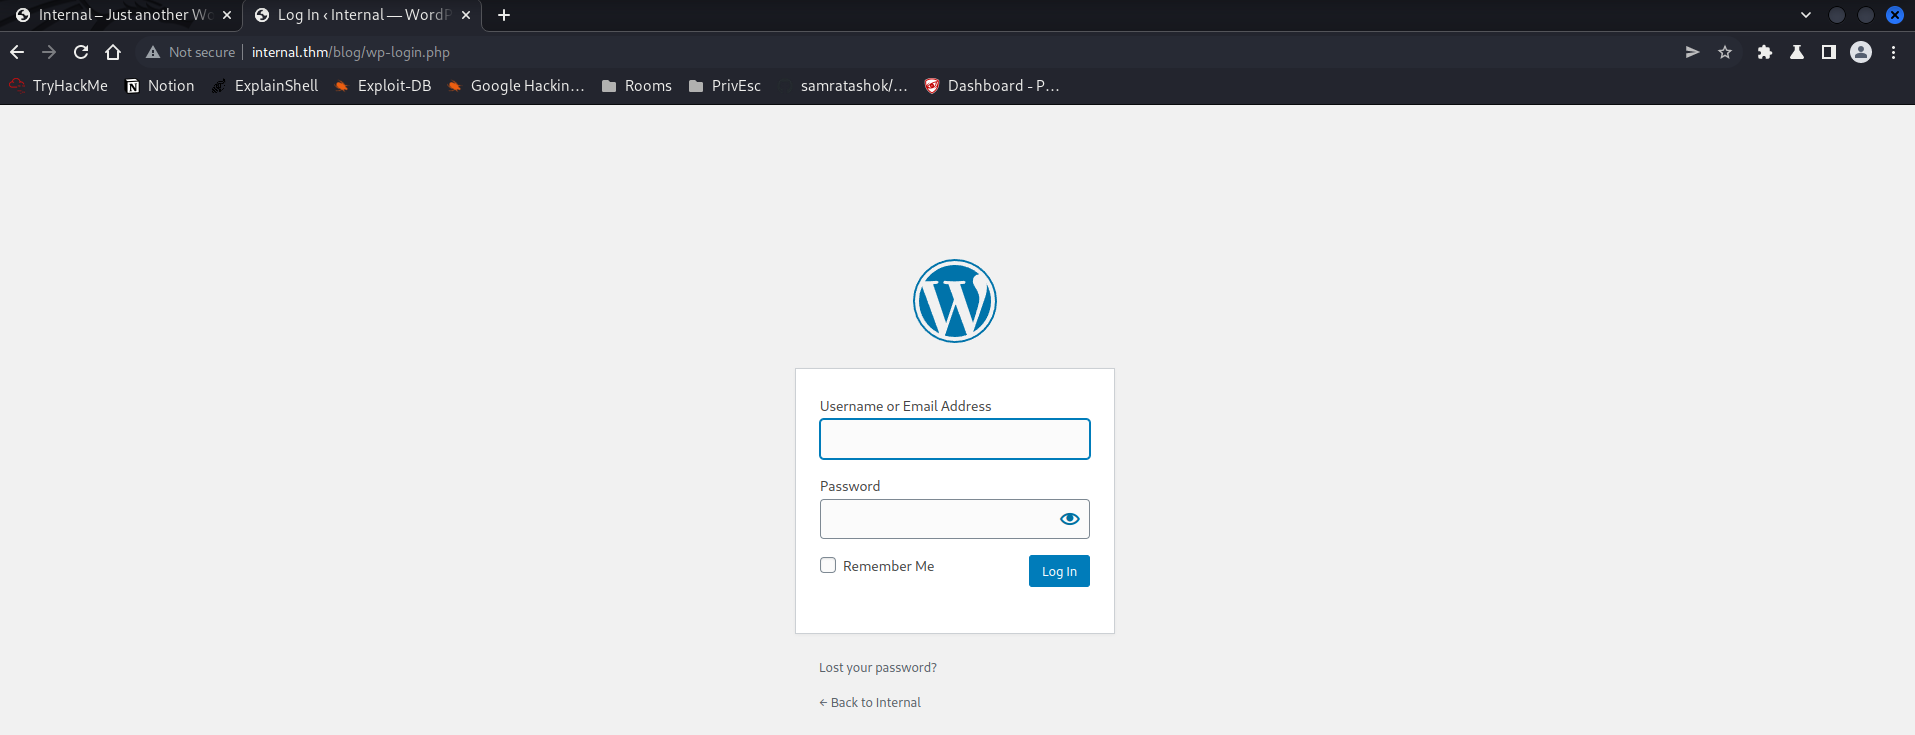 Internal – Just another Wo
Log In ‹ Internal — WordP
Not secure
internal.thm/blog/wp-login.php
TryHackMe
Notion
ExplainShell
Exploit-DB
Google Hackin…
Rooms
PrivEsc
samratashok/…
Dashboard - P…
Username or Email Address
Password
Remember Me
Log In
Lost your password?
← Back to Internal